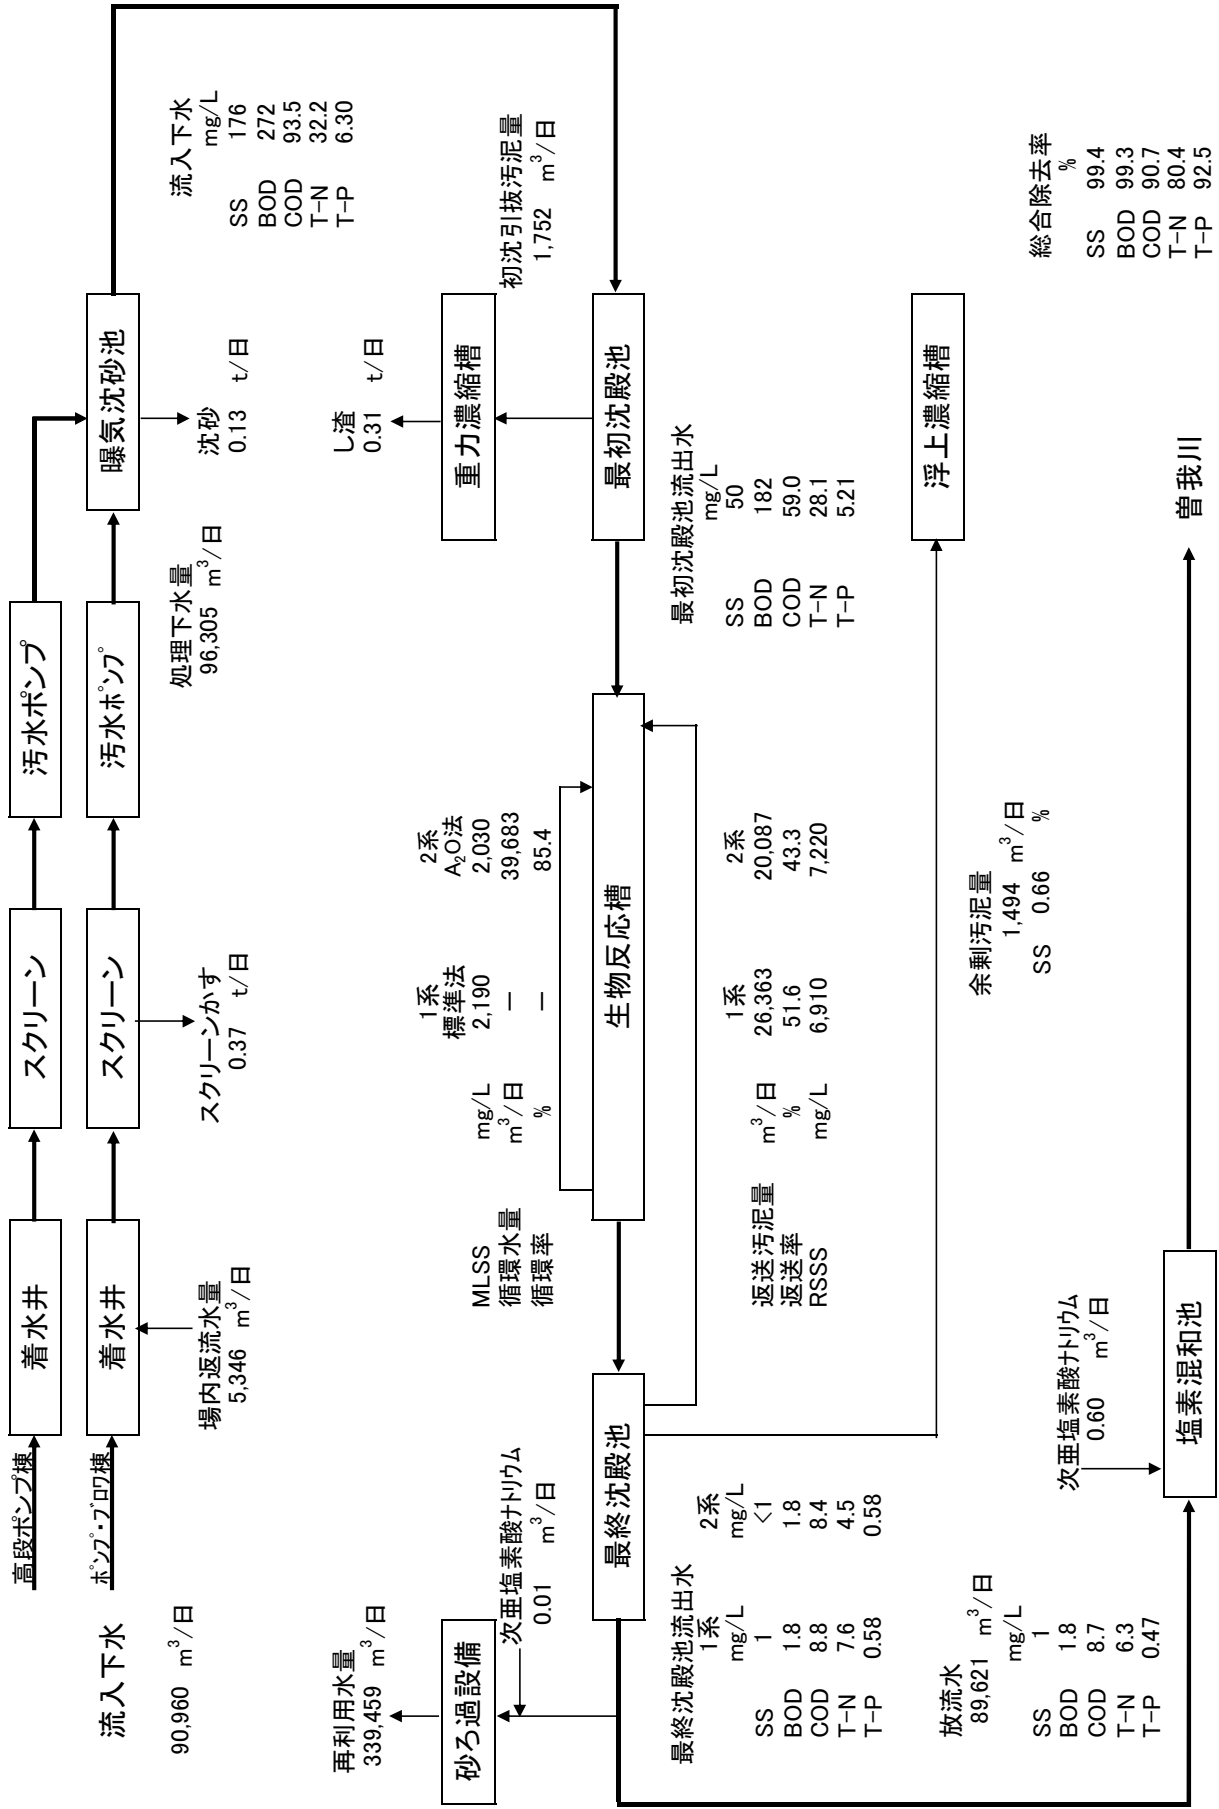 高段ポンプ棟
着水井
スクリーン
汚水ポンプ
流入下水
90,960 m³/日
ポンプ・ブロワ棟
着水井
スクリーン
汚水ポンプ
曝気沈砂池
場内返流水量
5,346 m³/日
スクリーンかす
0.37 t/日
処理下水量
96,305 m³/日
沈砂
0.13 t/日
流入下水
mg/L
SS 176
BOD 272
COD 93.5
T-N 32.2
T-P 6.30
再利用水量
339,459 m³/日
砂ろ過設備
次亜塩素酸ナトリウム
0.01 m³/日
し渣
0.31 t/日
重力濃縮槽
初沈引抜汚泥量
1,752 m³/日
1系 2系
標準法 A₂O法
MLSS mg/L 2,190 2,030
循環水量 m³/日 － 39,683
循環率 % － 85.4
最終沈殿池
生物反応槽
最初沈殿池
最終沈殿池流出水
1系 2系
mg/L mg/L
SS 1 <1
BOD 1.8 1.8
COD 8.8 8.4
T-N 7.6 4.5
T-P 0.58 0.58
1系 2系
返送汚泥量 m³/日 26,363 20,087
返送率 % 51.6 43.3
RSSS mg/L 6,910 7,220
最初沈殿池流出水
mg/L
SS 50
BOD 182
COD 59.0
T-N 28.1
T-P 5.21
浮上濃縮槽
余剰汚泥量
1,494 m³/日
SS 0.66 %
放流水
89,621 m³/日
mg/L
SS 1
BOD 1.8
COD 8.7
T-N 6.3
T-P 0.47
次亜塩素酸ナトリウム
0.60 m³/日
塩素混和池
曽我川
総合除去率
%
SS 99.4
BOD 99.3
COD 90.7
T-N 80.4
T-P 92.5